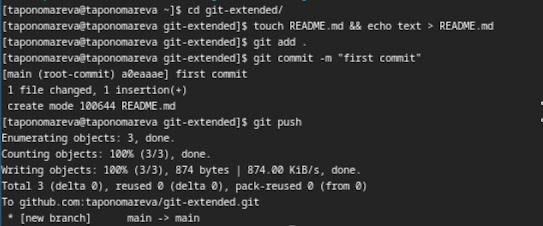 [taponomareva@taponomareva ~]$ cd git-extended/
[taponomareva@taponomareva git-extended]$ touch README.md && echo text > README.md
[taponomareva@taponomareva git-extended]$ git add .
[taponomareva@taponomareva git-extended]$ git commit -m "first commit"
[main (root-commit) a0eaaae] first commit
 1 file changed, 1 insertion(+)
 create mode 100644 README.md
[taponomareva@taponomareva git-extended]$ git push
Enumerating objects: 3, done.
Counting objects: 100% (3/3), done.
Writing objects: 100% (3/3), 874 bytes | 874.00 KiB/s, done.
Total 3 (delta 0), reused 0 (delta 0), pack-reused 0 (from 0)
To github.com:taponomareva/git-extended.git
 * [new branch]      main -> main